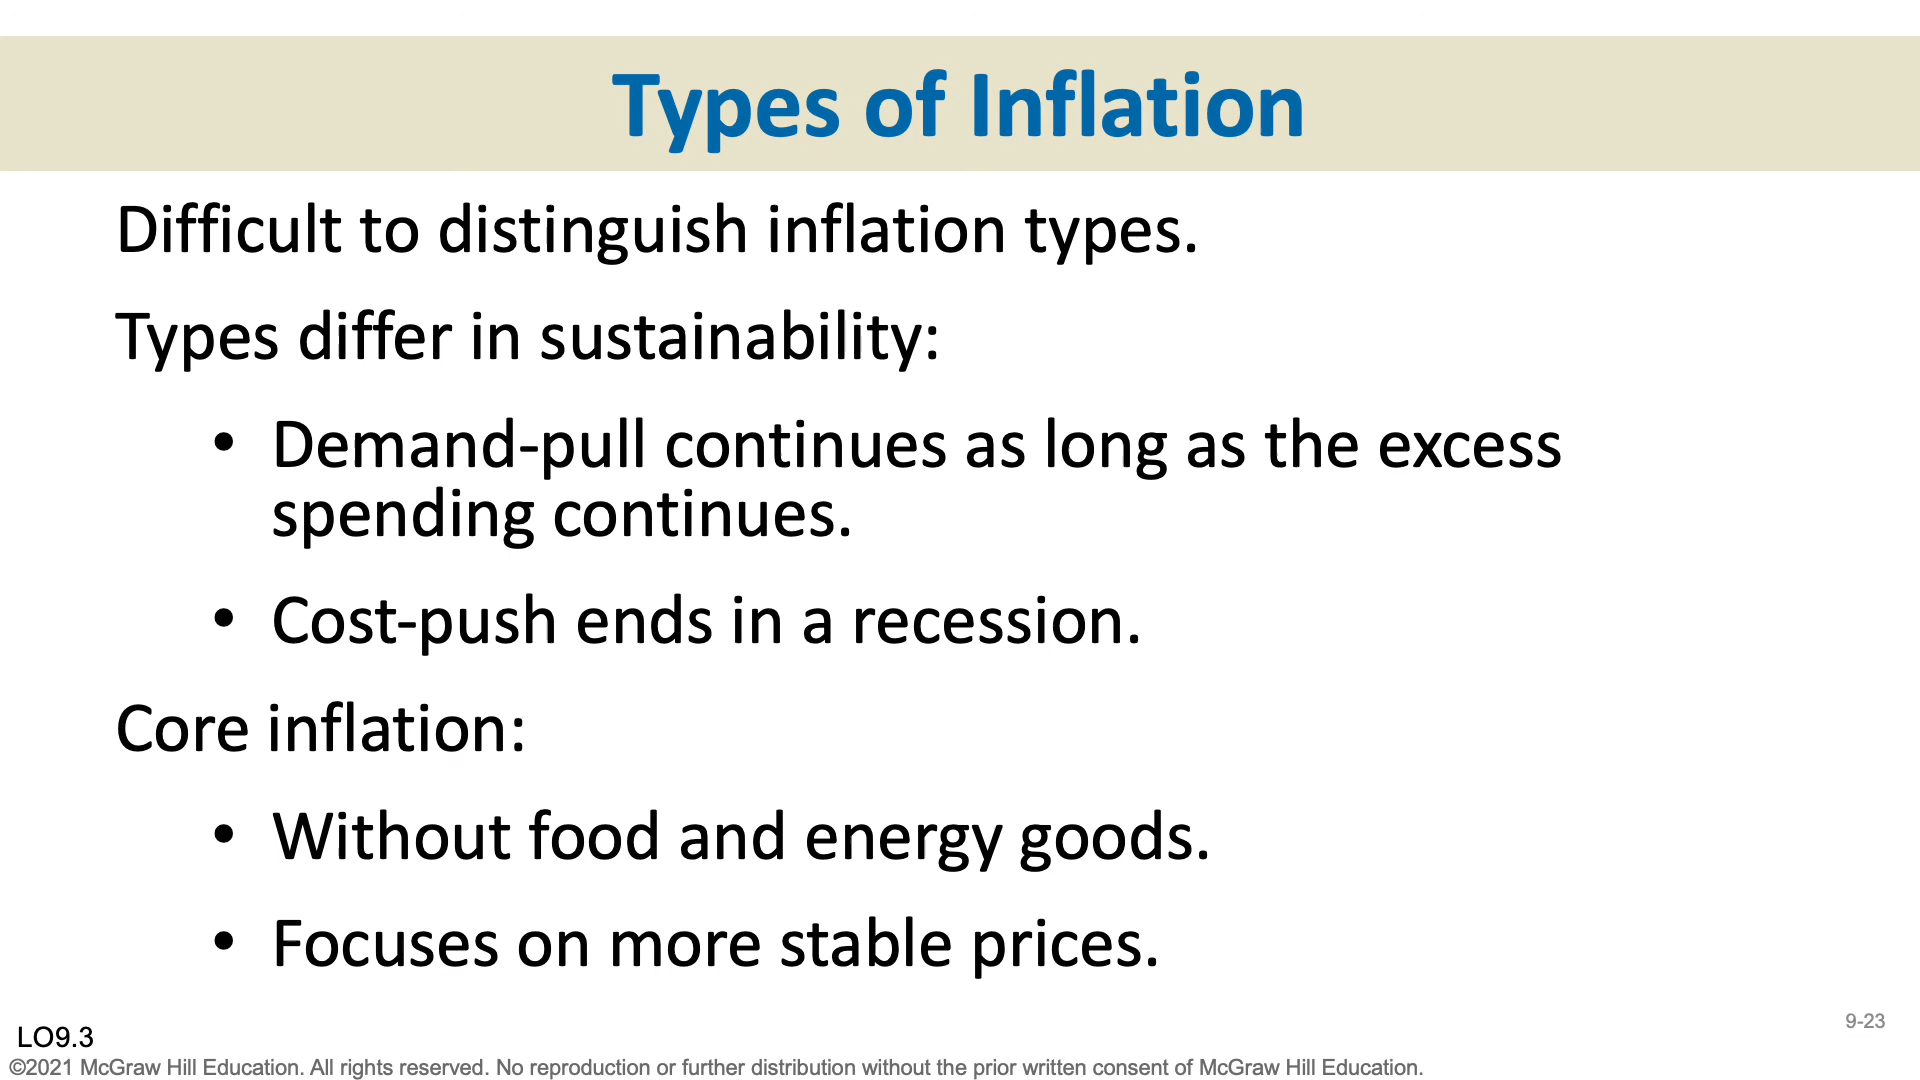 Types of Inflation
Difficult to distinguish inflation types.
Types differ in sustainability:
• Demand-pull continues as long as the excess
spending continues.
• Cost-push ends in a recession.
Core inflation:
• Without food and energy goods.
• Focuses on more stable prices.
9-23
LO9.3
©2021 McGraw Hill Education. All rights reserved. No reproduction or further distribution without the prior written consent of McGraw Hill Education.